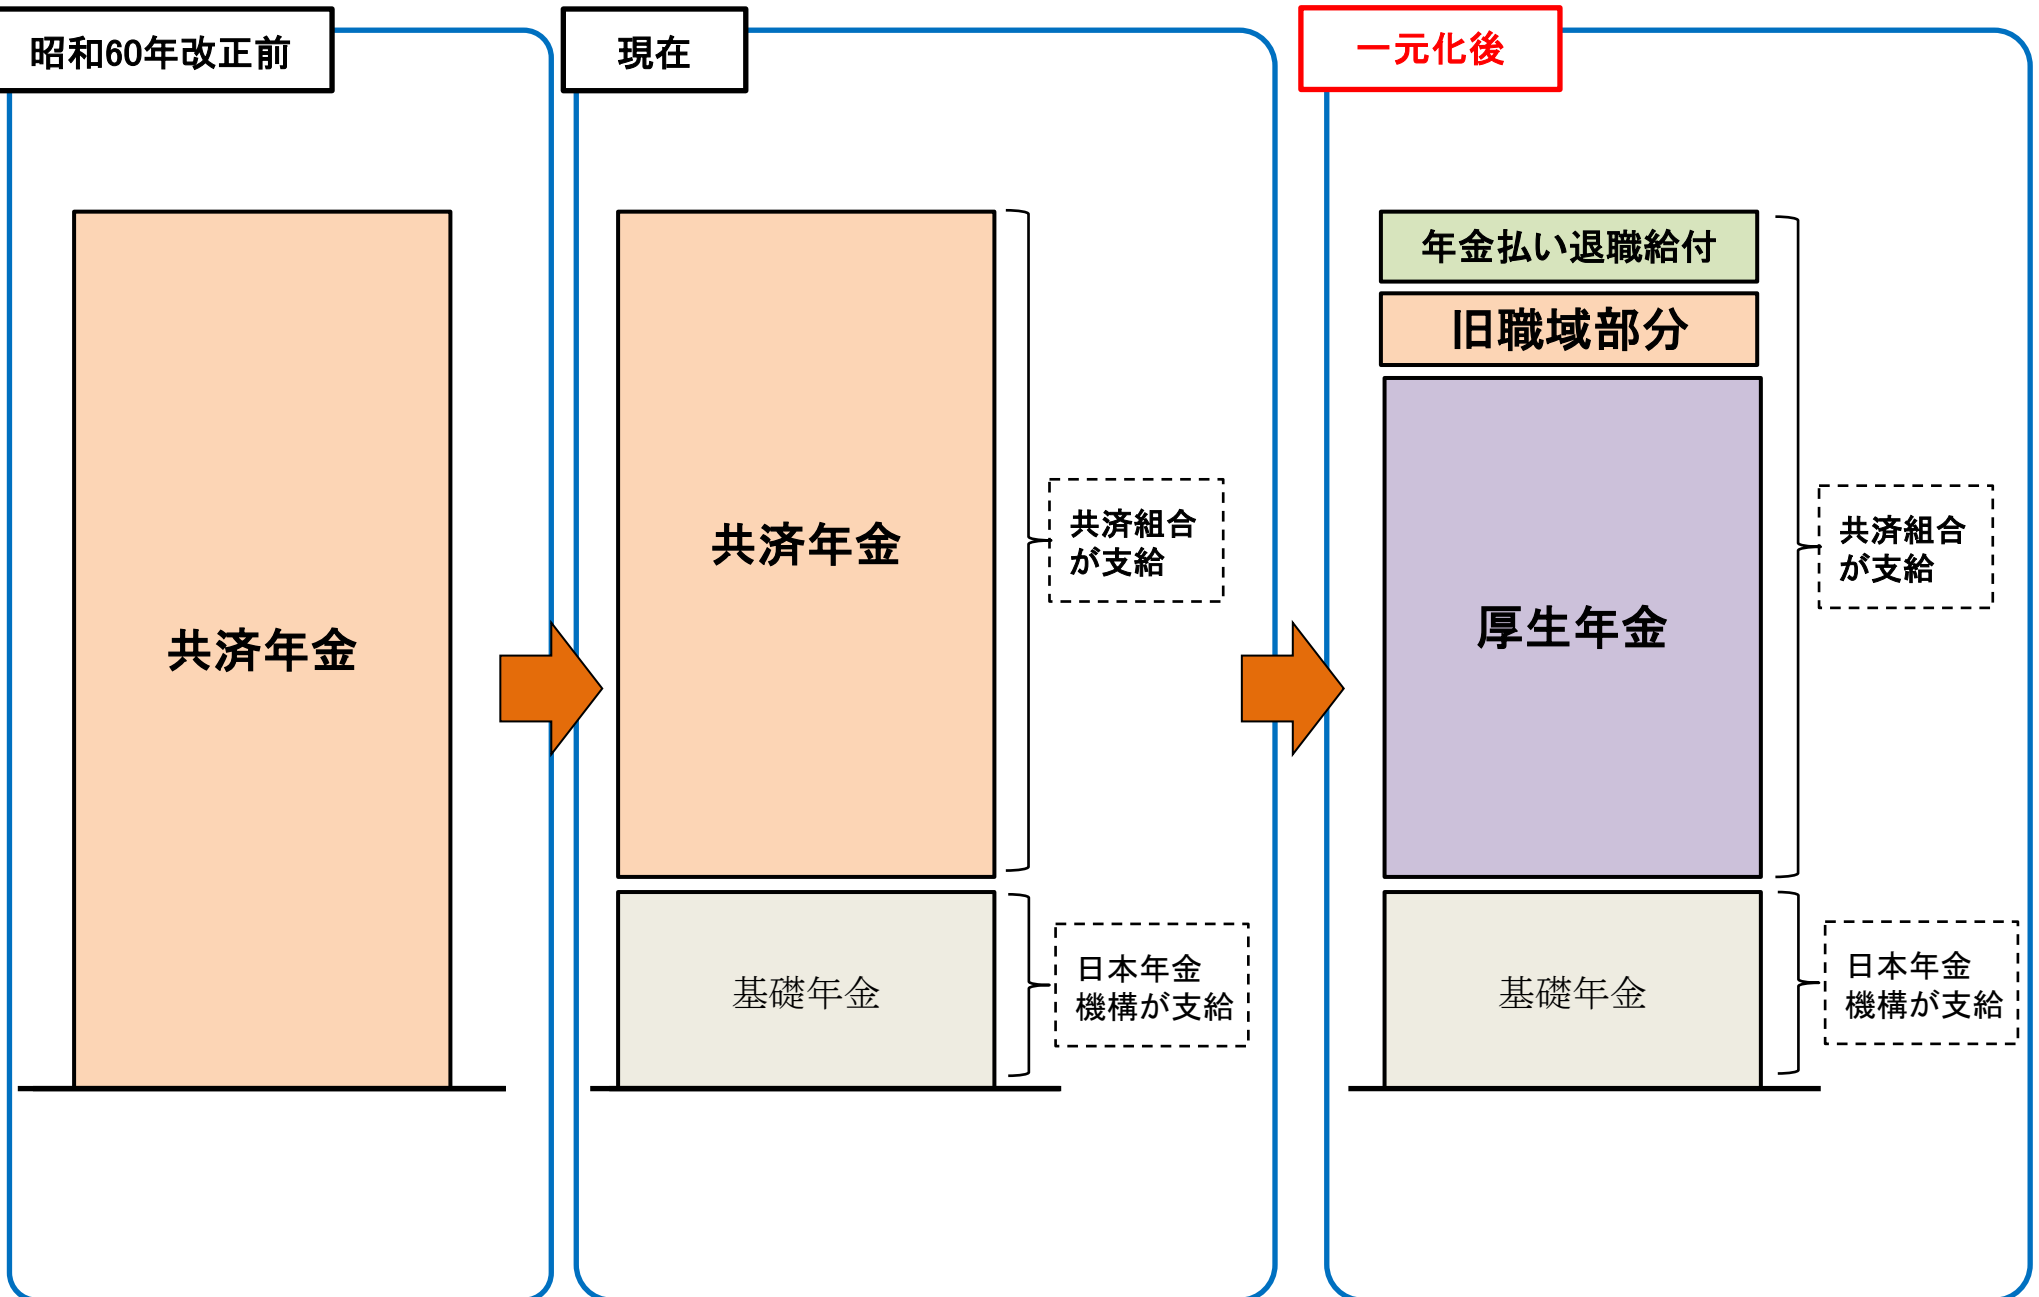 昭和60年改正前
共済年金
現在
共済年金
共済組合
が支給
基礎年金
日本年金
機構が支給
一元化後
年金払い退職給付
旧職域部分
厚生年金
共済組合
が支給
基礎年金
日本年金
機構が支給